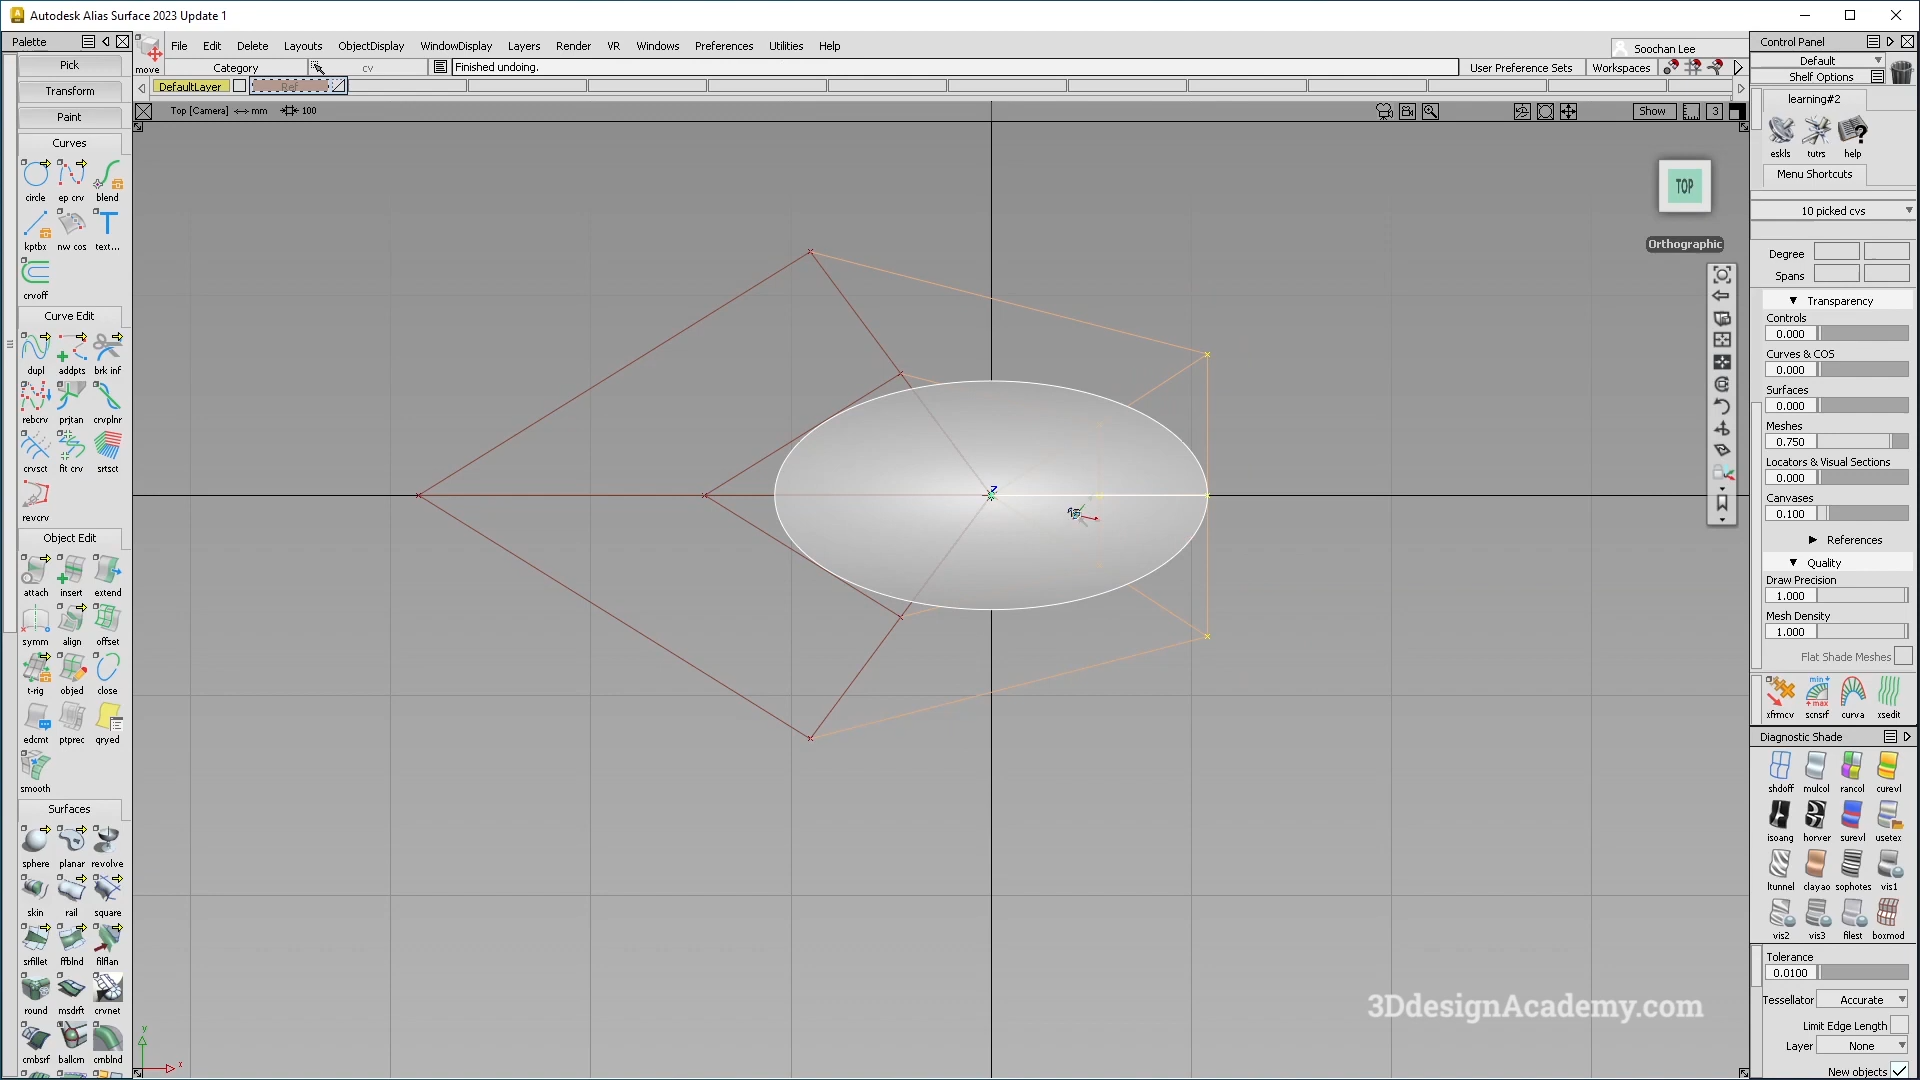 Autodesk Alias Surface 2023 Update 1
Palette
File Edit Delete Layouts ObjectDisplay WindowDisplay Layers Render VR Windows Preferences Utilities Help
Soochan Lee
Control Panel
move
Category
cv
Finished undoing.
User Preference Sets
Workspaces
Default
Shelf Options
DefaultLayer
Ref
Top [Camera] mm 100
Show
3
Pick
Transform
Paint
Curves
circle ep crv blend
kptbx nw cos text...
crvoff
Curve Edit
dupl addpts brk inf
rebcrv prjtan crvplnr
crvsct fit crv srtsct
revcrv
Object Edit
attach insert extend
symm align offset
t-rig objed close
edcmt ptprec qryed
smooth
Surfaces
sphere planar revolve
skin rail square
srfillet ffblnd filflan
round msdrft crvnet
cmbsrf ballcrn cmblnd
TOP
Orthographic
Z
y
x
3DdesignAcademy.com
learning#2
eskls tutrs help
Menu Shortcuts
10 picked cvs
Degree
Spans
Transparency
Controls
0.000
Curves & COS
0.000
Surfaces
0.000
Meshes
0.750
Locators & Visual Sections
0.000
Canvases
0.100
References
Quality
Draw Precision
1.000
Mesh Density
1.000
Flat Shade Meshes
min
max
xfrmcv scnsrf curva xsedit
Diagnostic Shade
shdoff mulcol rancol curevl
isoang horver surevl usetex
ltunnel clayao sophotes vis1
vis2 vis3 filest boxmod
Tolerance
0.0100
Tessellator Accurate
Limit Edge Length
Layer None
New objects